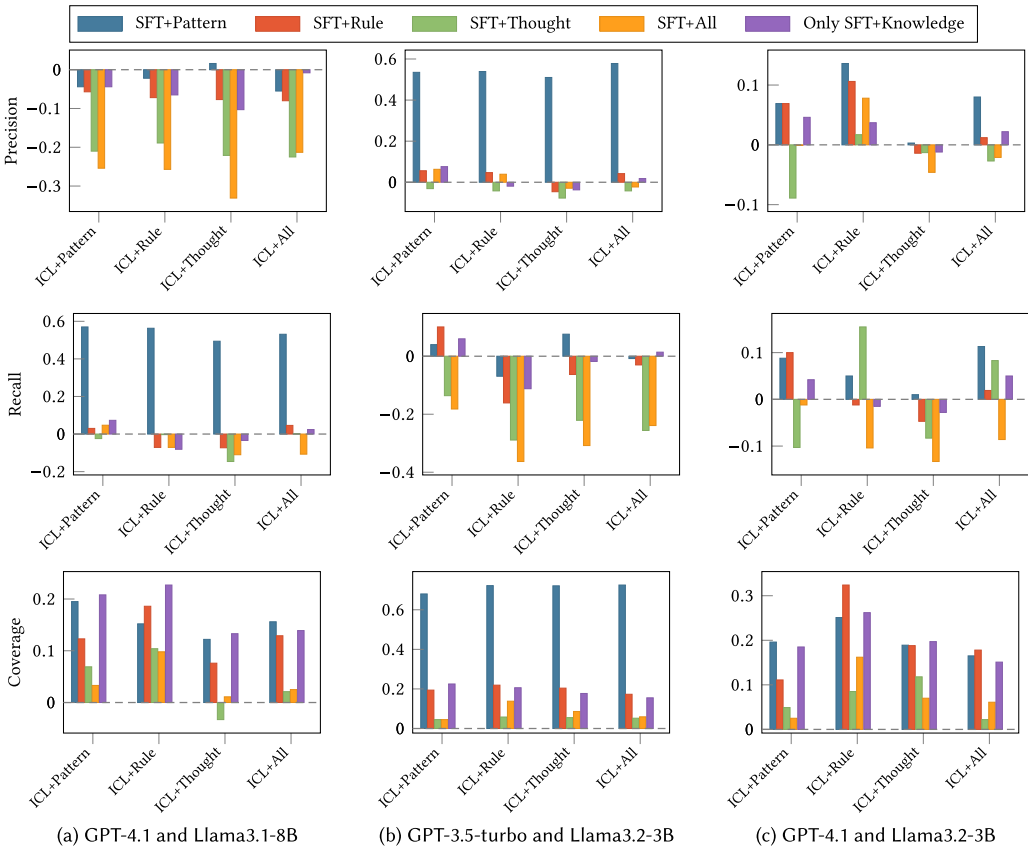 SFT+Pattern SFT+Rule SFT+Thought SFT+All Only SFT+Knowledge
Precision
0
−0.1
−0.2
−0.3
ICL+Pattern ICL+Rule ICL+Thought ICL+All
0.6
0.4
0.2
0
ICL+Pattern ICL+Rule ICL+Thought ICL+All
0.1
0
−0.1
ICL+Pattern ICL+Rule ICL+Thought ICL+All
Recall
0.6
0.4
0.2
0
−0.2
ICL+Pattern ICL+Rule ICL+Thought ICL+All
0
−0.2
−0.4
ICL+Pattern ICL+Rule ICL+Thought ICL+All
0.1
0
−0.1
ICL+Pattern ICL+Rule ICL+Thought ICL+All
Coverage
0.2
0.1
0
ICL+Pattern ICL+Rule ICL+Thought ICL+All
0.6
0.4
0.2
0
ICL+Pattern ICL+Rule ICL+Thought ICL+All
0.3
0.2
0.1
0
ICL+Pattern ICL+Rule ICL+Thought ICL+All
(a) GPT-4.1 and Llama3.1-8B (b) GPT-3.5-turbo and Llama3.2-3B (c) GPT-4.1 and Llama3.2-3B